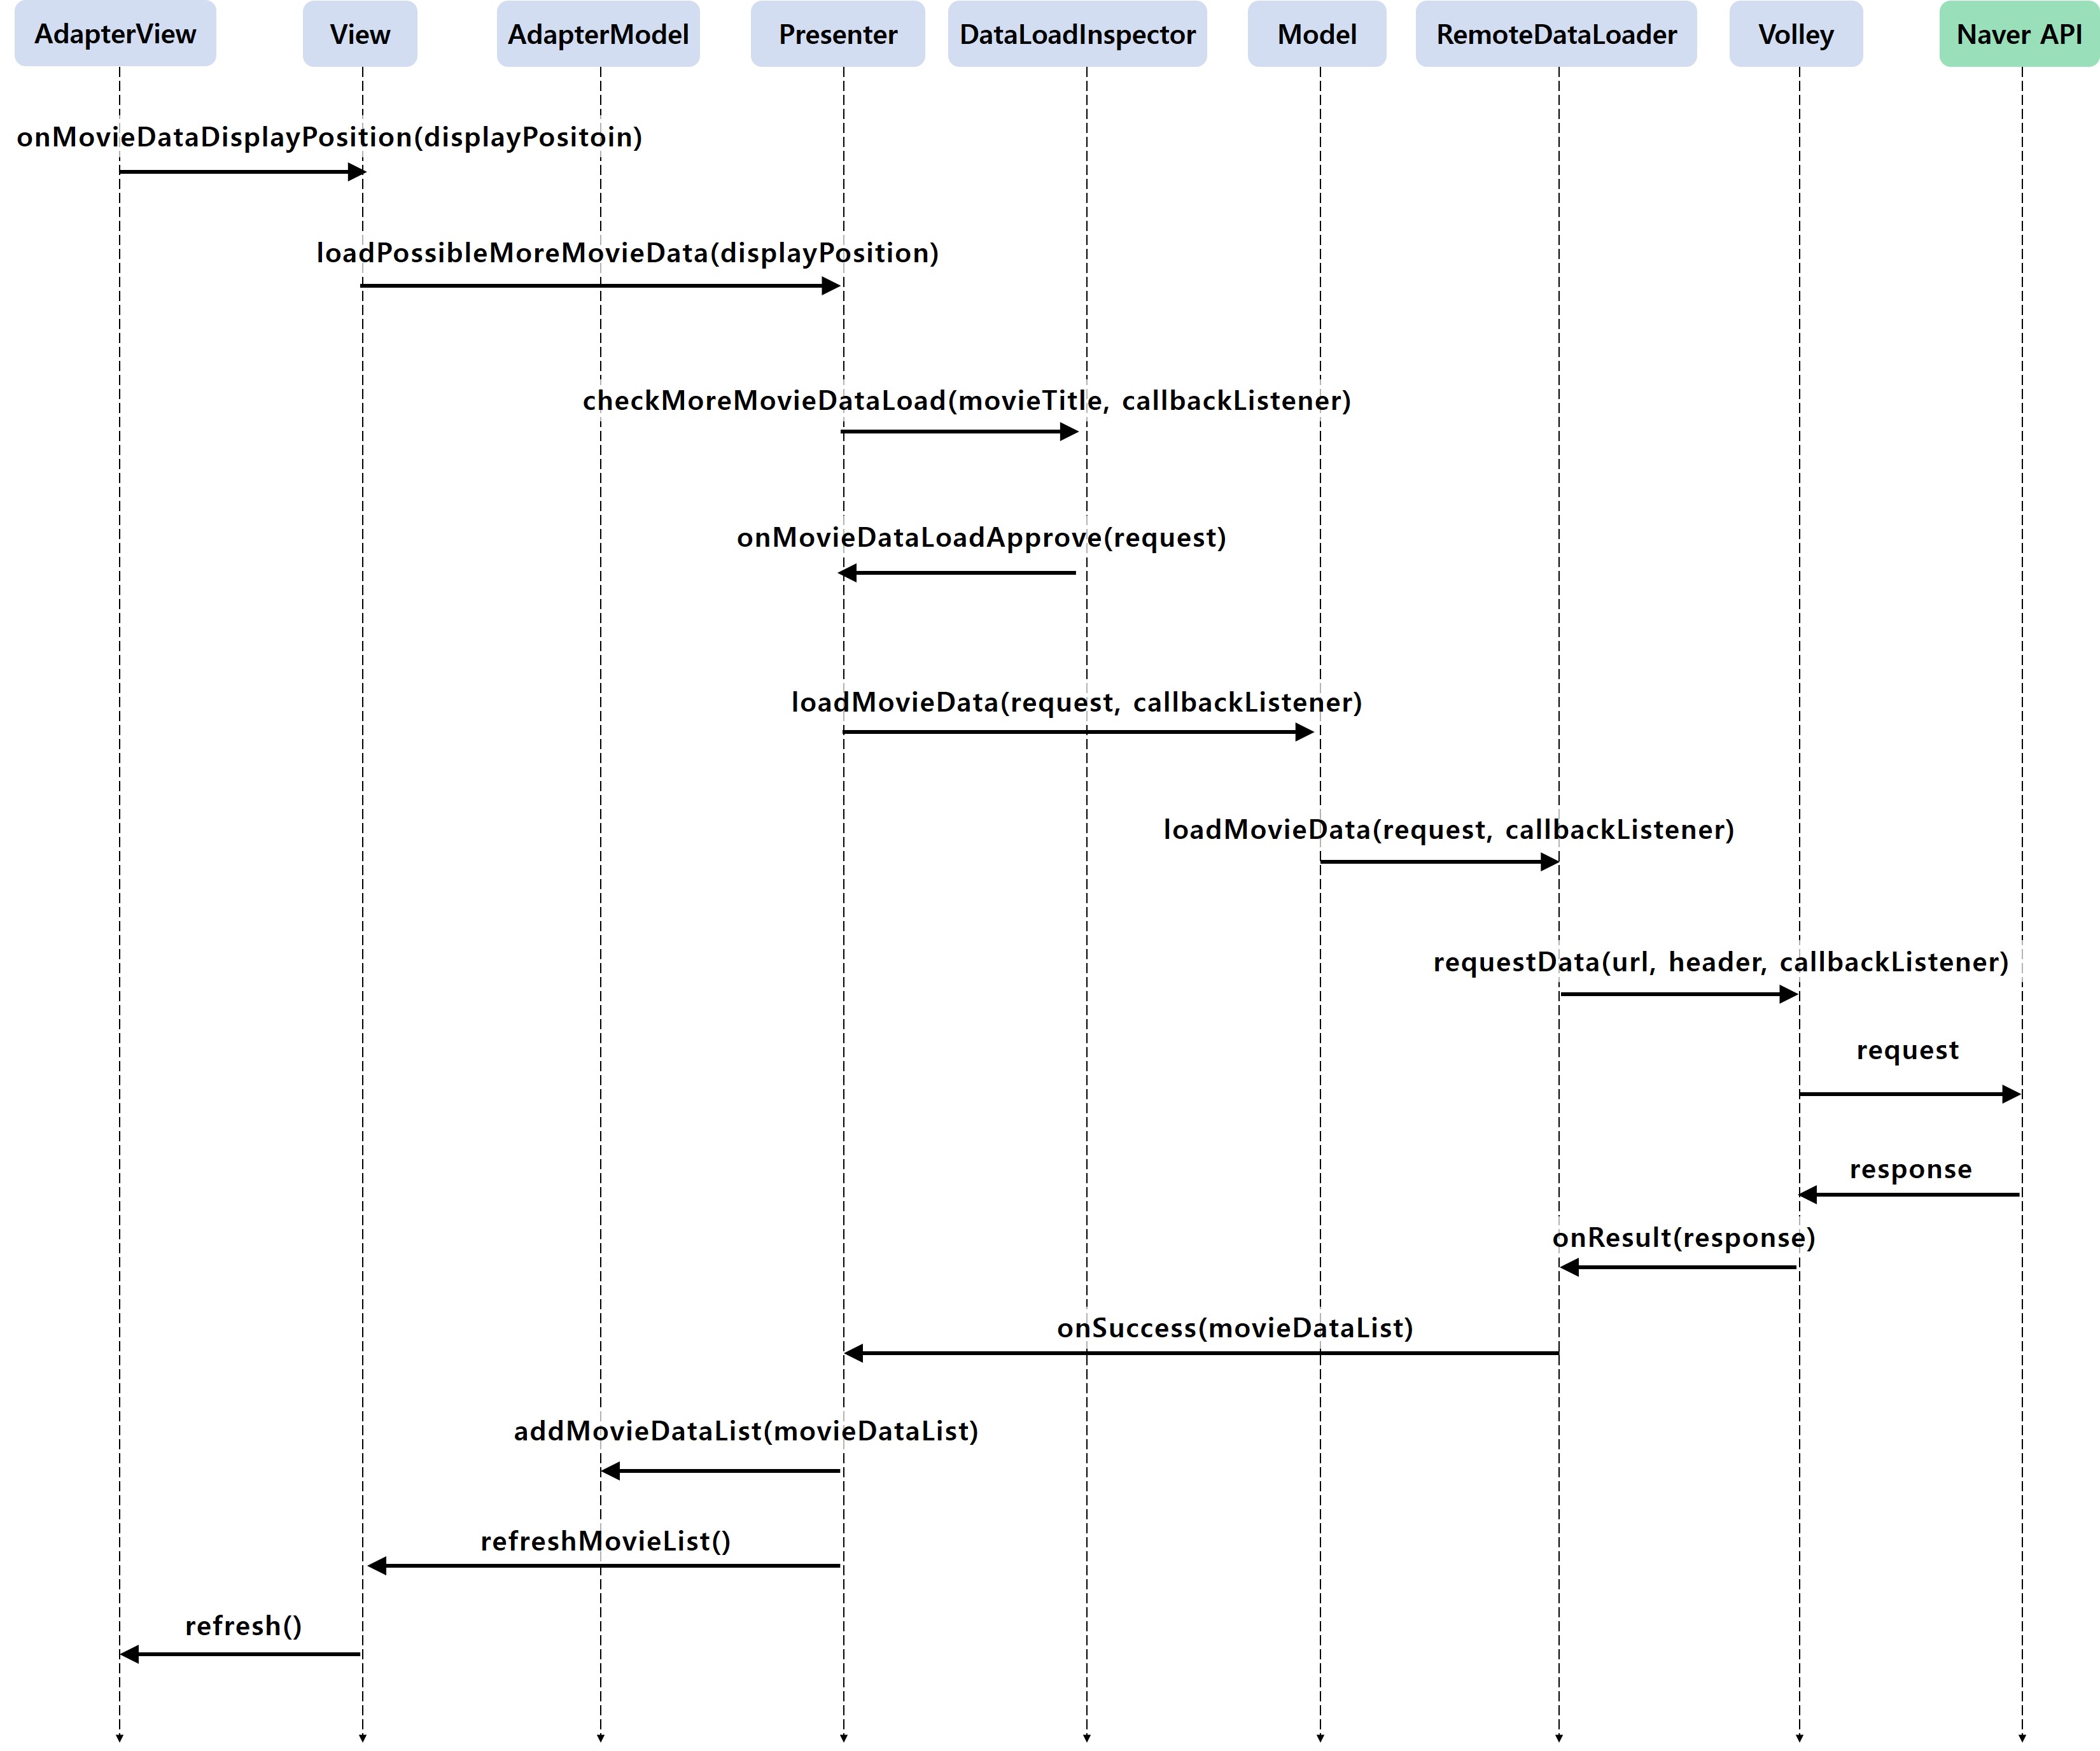 AdapterView
View
AdapterModel
Presenter
DataLoadInspector
Model
RemoteDataLoader
Volley
Naver API
onMovieDataDisplayPosition(displayPositoin)
loadPossibleMoreMovieData(displayPosition)
checkMoreMovieDataLoad(movieTitle, callbackListener)
onMovieDataLoadApprove(request)
loadMovieData(request, callbackListener)
loadMovieData(request, callbackListener)
requestData(url, header, callbackListener)
request
response
onResult(response)
onSuccess(movieDataList)
addMovieDataList(movieDataList)
refreshMovieList()
refresh()